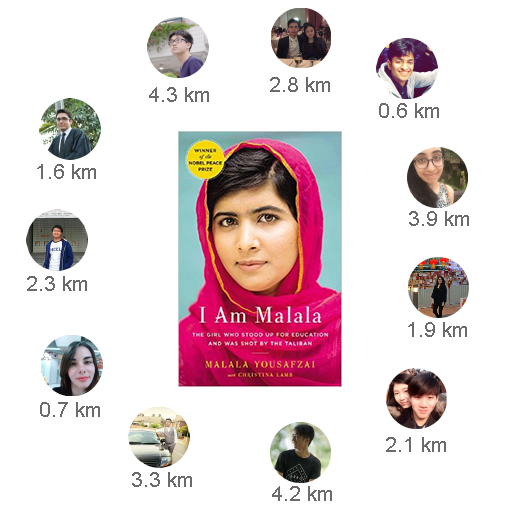 2.8 km
4.3 km
0.6 km
WINNER
of the
NOBEL PEACE
PRIZE
1.6 km
3.9 km
2.3 km
I Am Malala
THE GIRL WHO STOOD UP FOR EDUCATION
AND WAS SHOT BY THE TALIBAN
1.9 km
MALALA YOUSAFZAI
with CHRISTINA LAMB
0.7 km
2.1 km
3.3 km
4.2 km